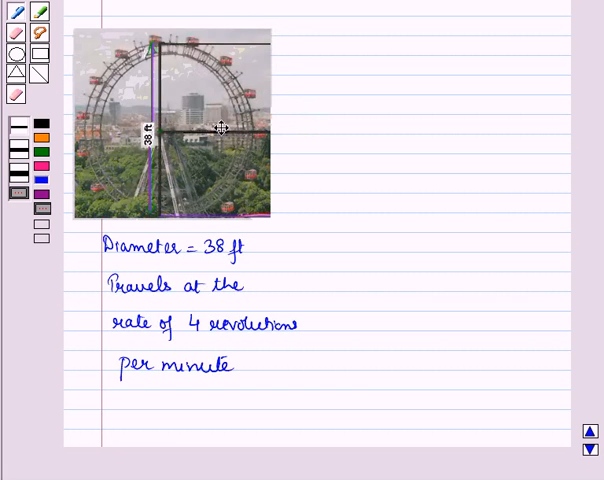 38 ft
Diameter = 38 ft
Travels at the
rate of 4 revolutions
per minute